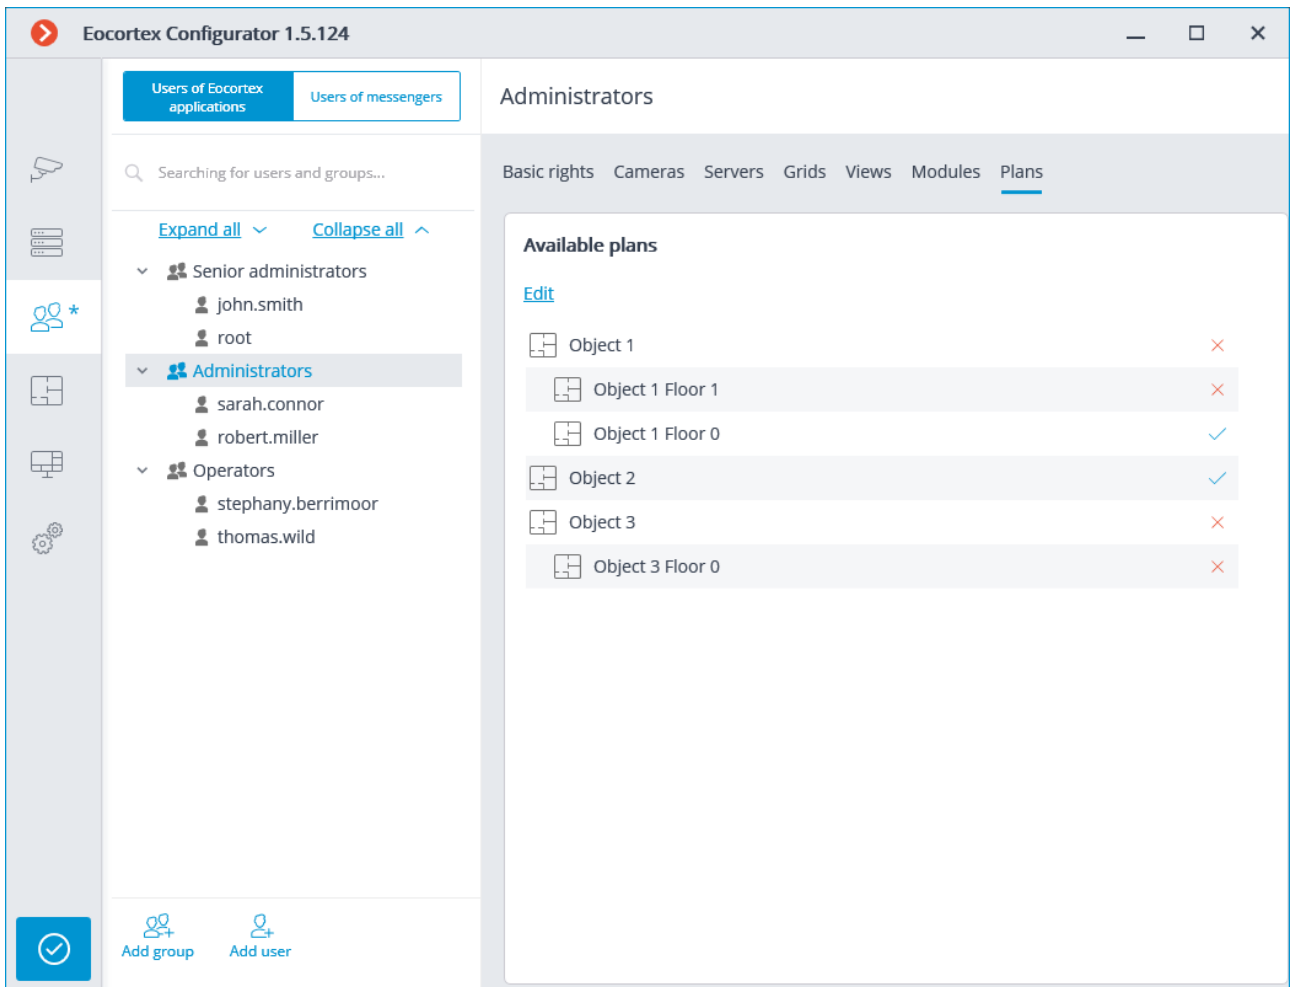 Eocortex Configurator 1.5.124
Users of Eocortex
applications
Users of messengers
Administrators
Searching for users and groups...
Basic rights Cameras Servers Grids Views Modules Plans
Expand all Collapse all
Senior administrators
john.smith
root
Administrators
sarah.connor
robert.miller
Operators
stephany.berrimoor
thomas.wild
Available plans
Edit
Object 1
Object 1 Floor 1
Object 1 Floor 0
Object 2
Object 3
Object 3 Floor 0
*
Add group Add user